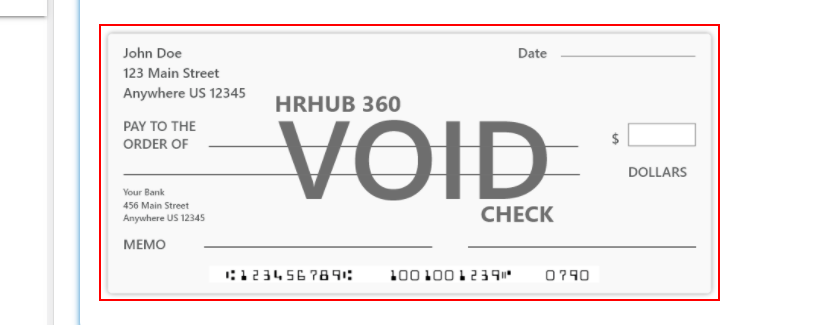 John Doe
Date
123 Main Street
Anywhere US 12345
HRHUB 360
PAY TO THE
ORDER OF
$
VOID
DOLLARS
Your Bank
456 Main Street
Anywhere US 12345
CHECK
MEMO
⑆123456789⑆ 1001001239⑈ 0790